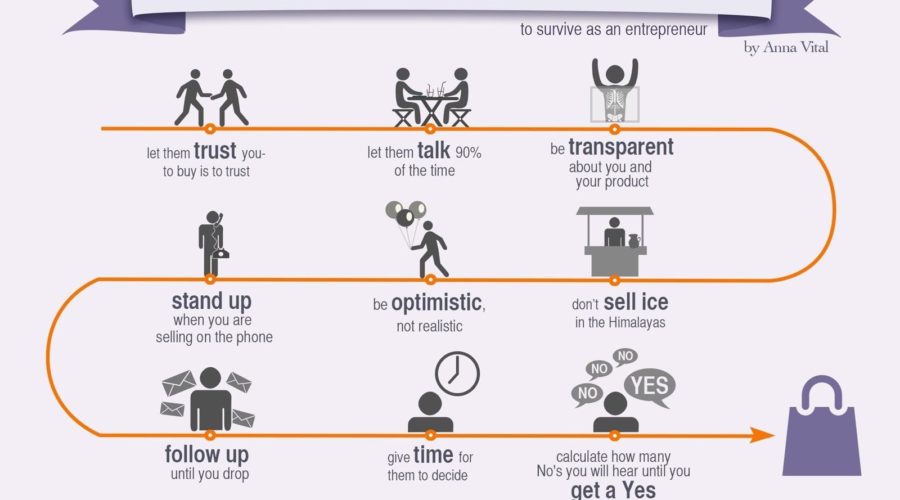 to survive as an entrepreneur
by Anna Vital
let them trust you-
to buy is to trust
let them talk 90%
of the time
be transparent
about you and
your product
stand up
when you are
selling on the phone
be optimistic,
not realistic
don't sell ice
in the Himalayas
NO
NO
NO
YES
follow up
until you drop
give time for
them to decide
calculate how many
No's you will hear until you
get a Yes